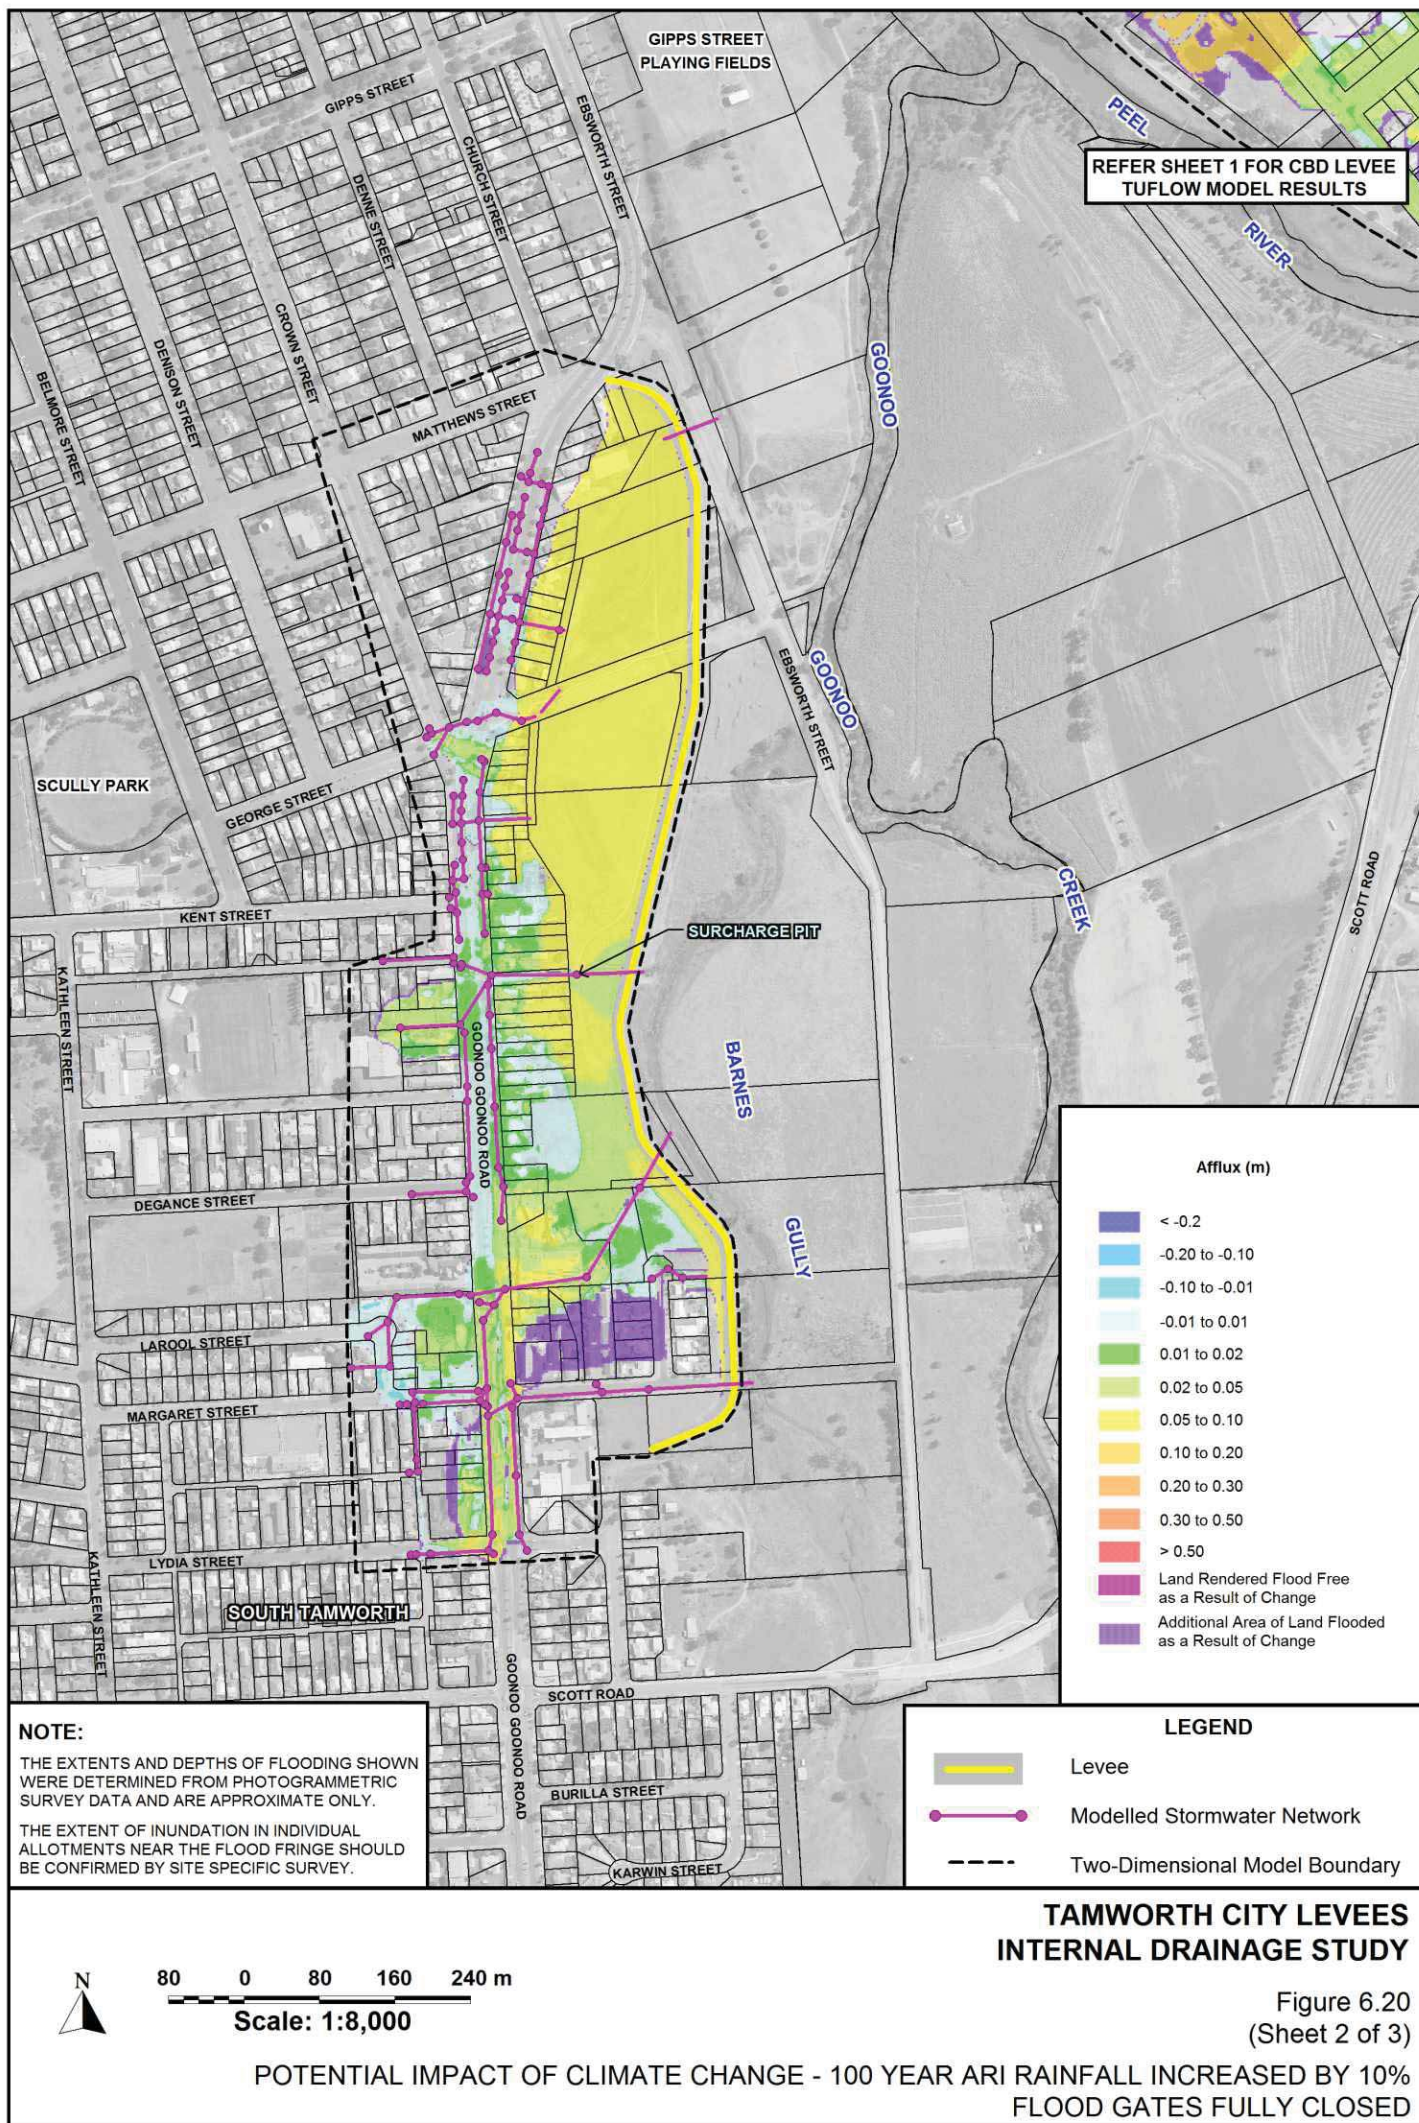 GIPPS STREET
PLAYING FIELDS
GIPPS STREET
EBSWORTH STREET
CHURCH STREET
DENNE STREET
PEEL
REFER SHEET 1 FOR CBD LEVEE
TUFLOW MODEL RESULTS
RIVER
CROWN STREET
DENISON STREET
BELMORE STREET
MATTHEWS STREET
GOONOO
GOONOO
EBSWORTH STREET
SCULLY PARK
GEORGE STREET
CREEK
SCOTT ROAD
KENT STREET
SURCHARGE PIT
KATHLEEN STREET
GOONOO GOONOO ROAD
BARNES
DEGANCE STREET
GULLY
LAROOL STREET
MARGARET STREET
LYDIA STREET
KATHLEEN STREET
SOUTH TAMWORTH
GOONOO GOONOO ROAD
SCOTT ROAD
BURILLA STREET
KARWIN STREET
Afflux (m)
< -0.2
-0.20 to -0.10
-0.10 to -0.01
-0.01 to 0.01
0.01 to 0.02
0.02 to 0.05
0.05 to 0.10
0.10 to 0.20
0.20 to 0.30
0.30 to 0.50
> 0.50
Land Rendered Flood Free
as a Result of Change
Additional Area of Land Flooded
as a Result of Change
NOTE:
THE EXTENTS AND DEPTHS OF FLOODING SHOWN
WERE DETERMINED FROM PHOTOGRAMMETRIC
SURVEY DATA AND ARE APPROXIMATE ONLY.
THE EXTENT OF INUNDATION IN INDIVIDUAL
ALLOTMENTS NEAR THE FLOOD FRINGE SHOULD
BE CONFIRMED BY SITE SPECIFIC SURVEY.
LEGEND
Levee
Modelled Stormwater Network
Two-Dimensional Model Boundary
N
80 0 80 160 240 m
Scale: 1:8,000
TAMWORTH CITY LEVEES
INTERNAL DRAINAGE STUDY
Figure 6.20
(Sheet 2 of 3)
POTENTIAL IMPACT OF CLIMATE CHANGE - 100 YEAR ARI RAINFALL INCREASED BY 10%
FLOOD GATES FULLY CLOSED